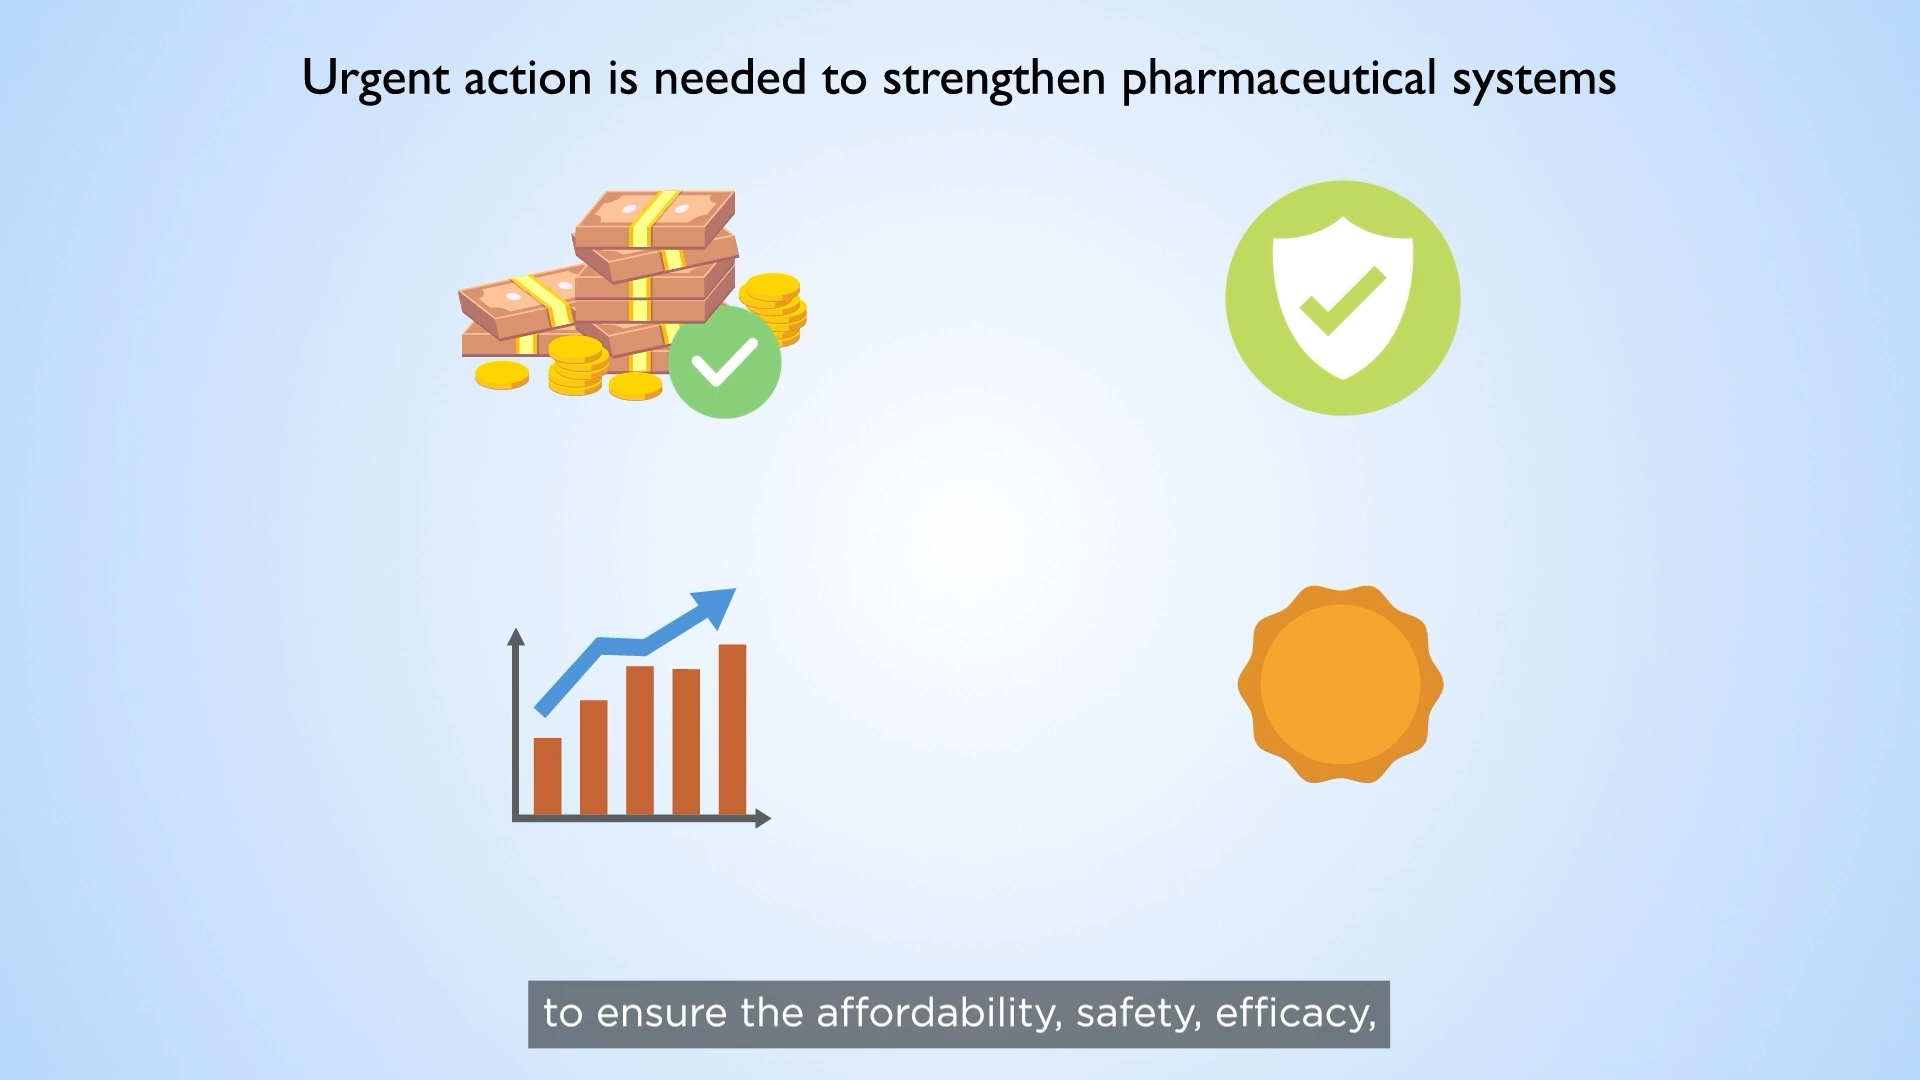 Urgent action is needed to strengthen pharmaceutical systems
to ensure the affordability, safety, efficacy,